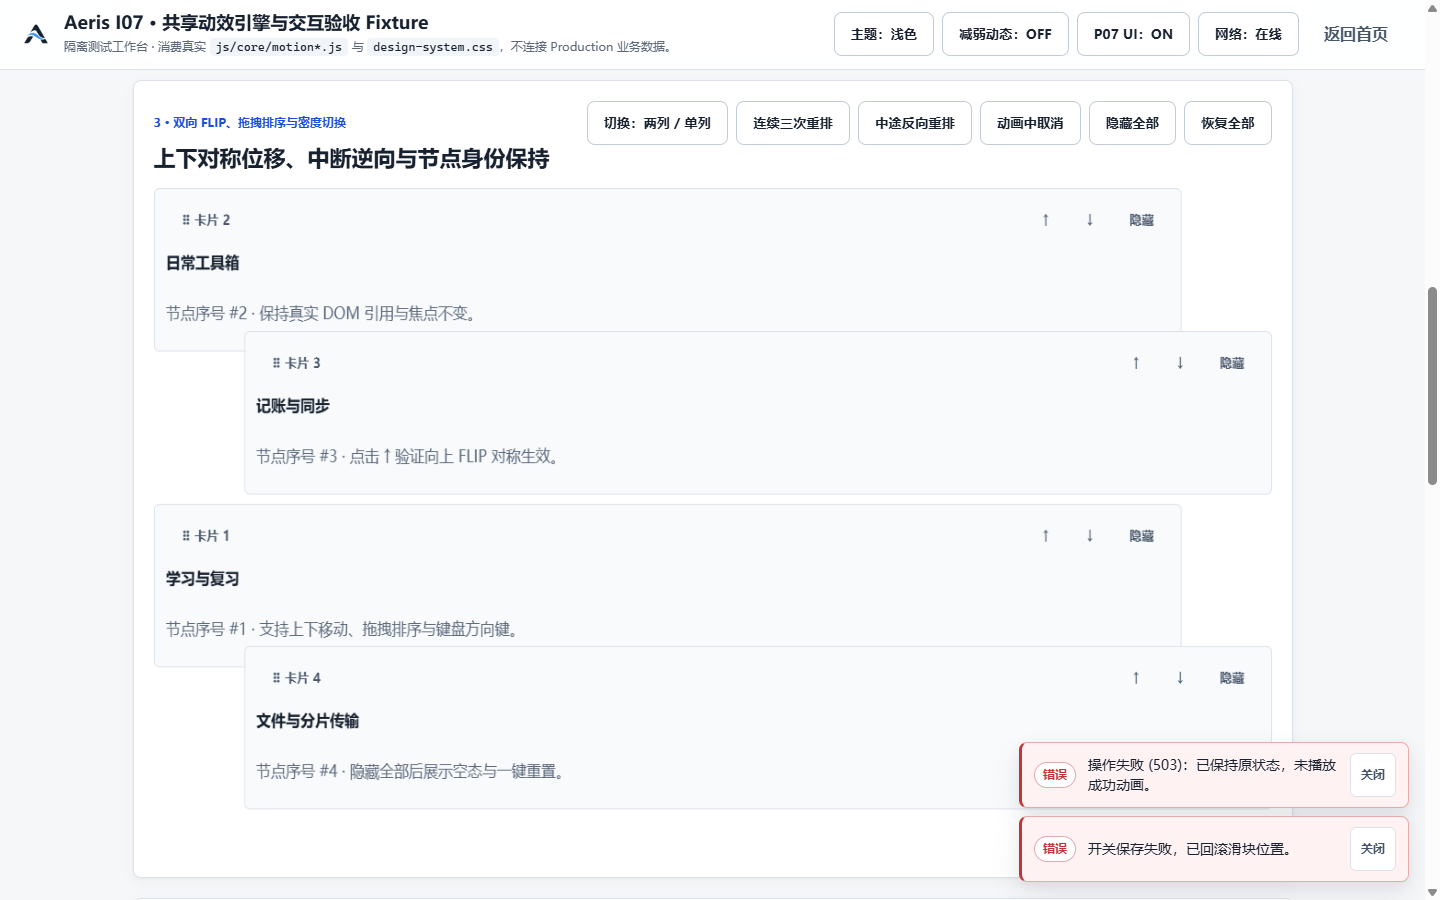 Aeris I07 • 共享动效引擎与交互验收 Fixture
隔离测试工作台 · 消费真实 js/core/motion*.js 与 design-system.css ，不连接 Production 业务数据。
主题：浅色
减弱动态：OFF
P07 UI：ON
网络：在线
返回首页
3 • 双向 FLIP、拖拽排序与密度切换
上下对称位移、中断逆向与节点身份保持
切换：两列 / 单列
连续三次重排
中途反向重排
动画中取消
隐藏全部
恢复全部
⠿ 卡片 2
↑
↓
隐藏
日常工具箱
节点序号 #2 · 保持真实 DOM 引用与焦点不变。
⠿ 卡片 3
↑
↓
隐藏
记账与同步
节点序号 #3 · 点击 ↑ 验证向上 FLIP 对称生效。
⠿ 卡片 1
↑
↓
隐藏
学习与复习
节点序号 #1 · 支持上下移动、拖拽排序与键盘方向键。
⠿ 卡片 4
↑
↓
隐藏
文件与分片传输
节点序号 #4 · 隐藏全部后展示空态与一键重置。
错误
操作失败 (503)：已保持原状态，未播放
成功动画。
关闭
错误
开关保存失败，已回滚滑块位置。
关闭